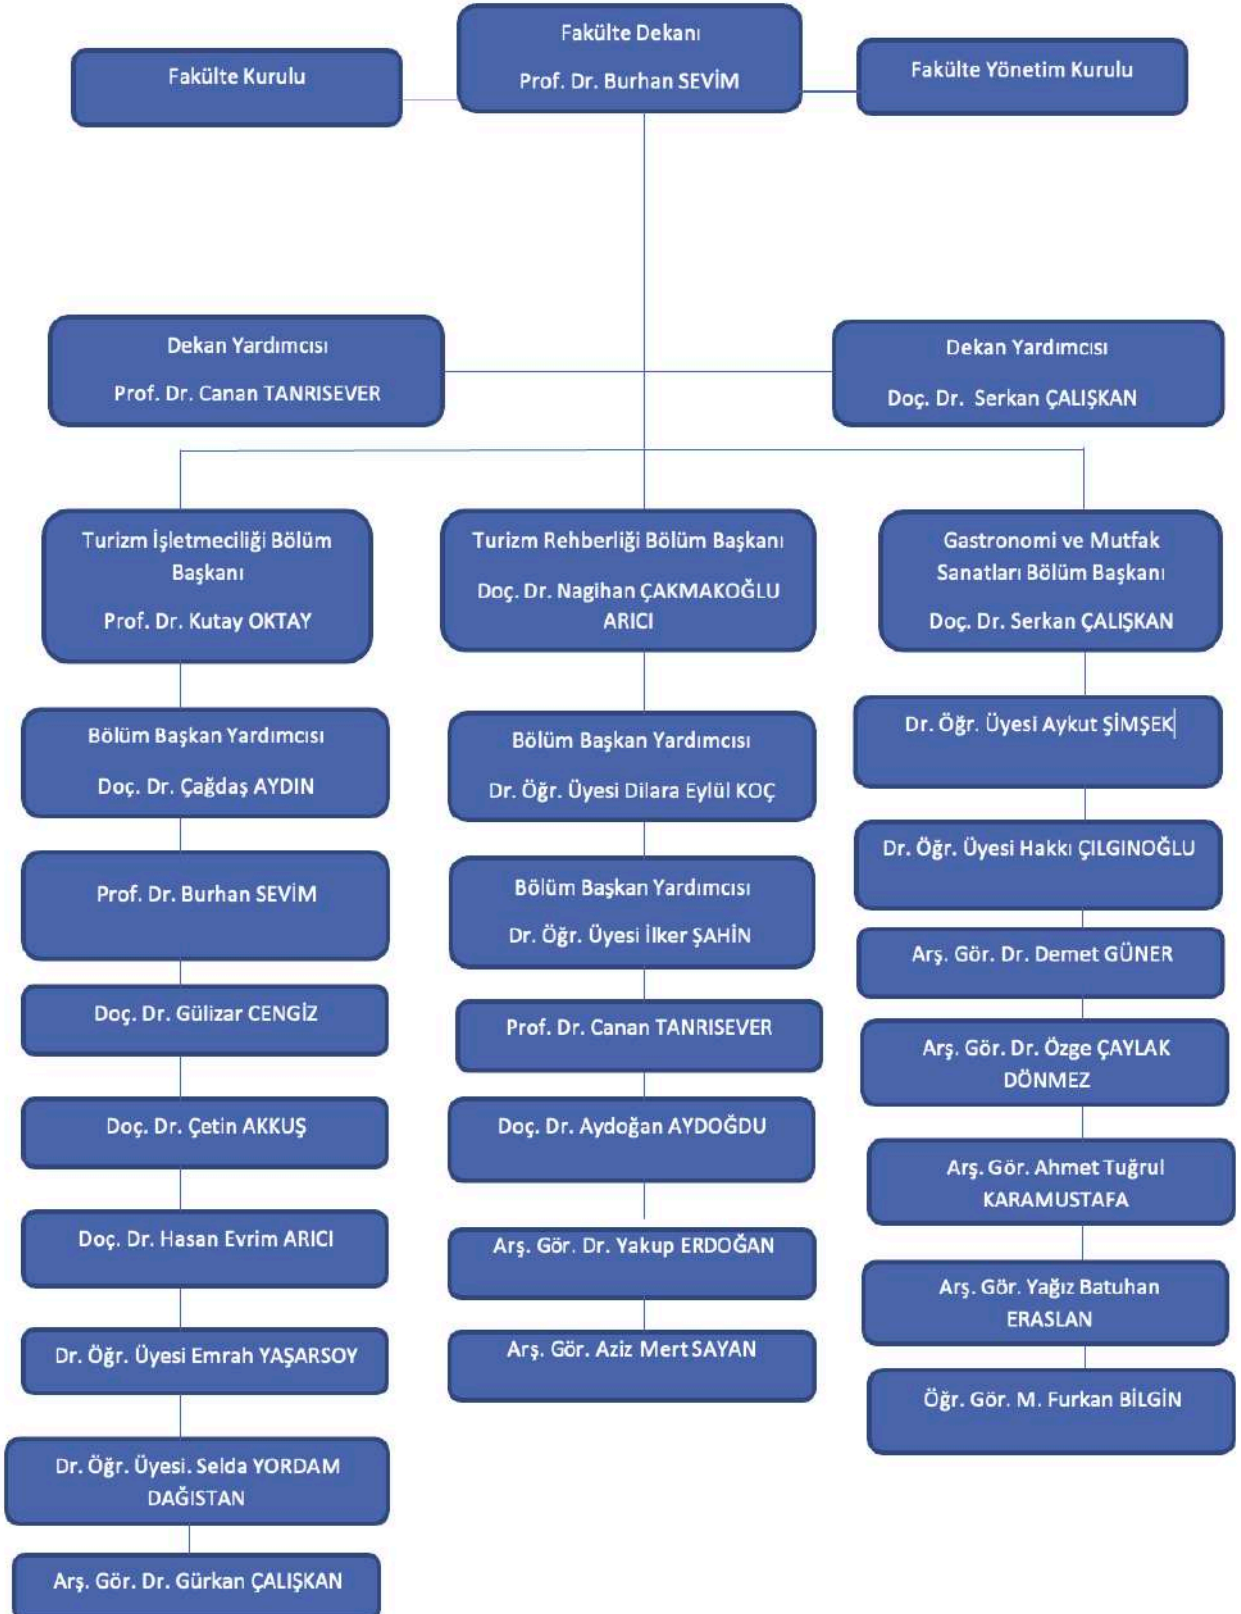 Fakülte Dekanı
Prof. Dr. Burhan SEVİM
Fakülte Kurulu
Fakülte Yönetim Kurulu
Dekan Yardımcısı
Prof. Dr. Canan TANRISEVER
Dekan Yardımcısı
Doç. Dr. Serkan ÇALIŞKAN
Turizm İşletmeciliği Bölüm
Başkanı
Prof. Dr. Kutay OKTAY
Bölüm Başkan Yardımcısı
Doç. Dr. Çağdaş AYDIN
Prof. Dr. Burhan SEVİM
Doç. Dr. Gülizar CENGİZ
Doç. Dr. Çetin AKKUŞ
Doç. Dr. Hasan Evrim ARICI
Dr. Öğr. Üyesi Emrah YAŞARSOY
Dr. Öğr. Üyesi. Selda YORDAM
DAĞISTAN
Arş. Gör. Dr. Gürkan ÇALIŞKAN
Turizm Rehberliği Bölüm Başkanı
Doç. Dr. Nagihan ÇAKMAKOĞLU
ARICI
Bölüm Başkan Yardımcısı
Dr. Öğr. Üyesi Dilara Eylül KOÇ
Bölüm Başkan Yardımcısı
Dr. Öğr. Üyesi İlker ŞAHİN
Prof. Dr. Canan TANRISEVER
Doç. Dr. Aydoğan AYDOĞDU
Arş. Gör. Dr. Yakup ERDOĞAN
Arş. Gör. Aziz Mert SAYAN
Gastronomi ve Mutfak
Sanatları Bölüm Başkanı
Doç. Dr. Serkan ÇALIŞKAN
Dr. Öğr. Üyesi Aykut ŞİMŞEK
Dr. Öğr. Üyesi Hakkı ÇILGINOĞLU
Arş. Gör. Dr. Demet GÜNER
Arş. Gör. Dr. Özge ÇAYLAK
DÖNMEZ
Arş. Gör. Ahmet Tuğrul
KARAMUSTAFA
Arş. Gör. Yağız Batuhan
ERASLAN
Öğr. Gör. M. Furkan BİLGİN